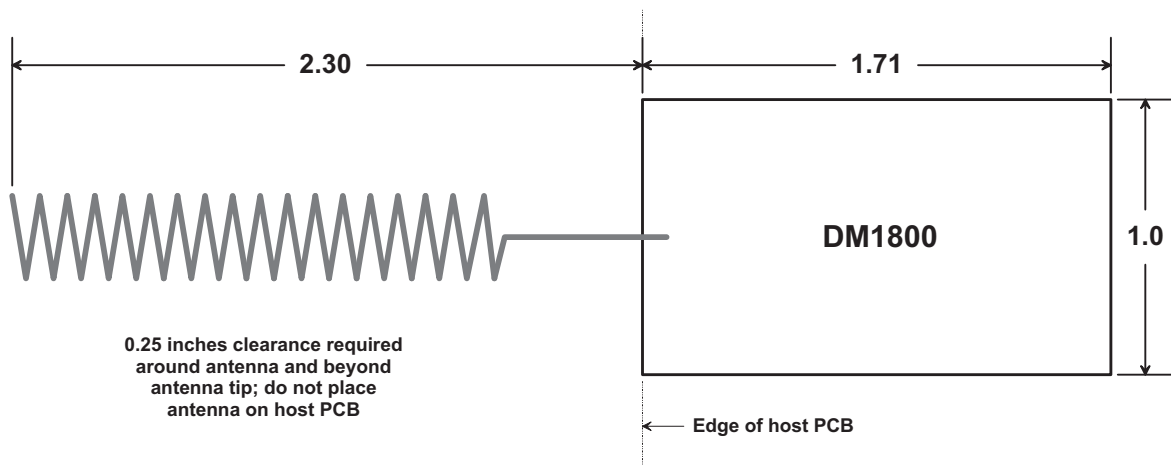 2.30
1.71
DM1800
1.0
0.25 inches clearance required
around antenna and beyond
antenna tip; do not place
antenna on host PCB
Edge of host PCB